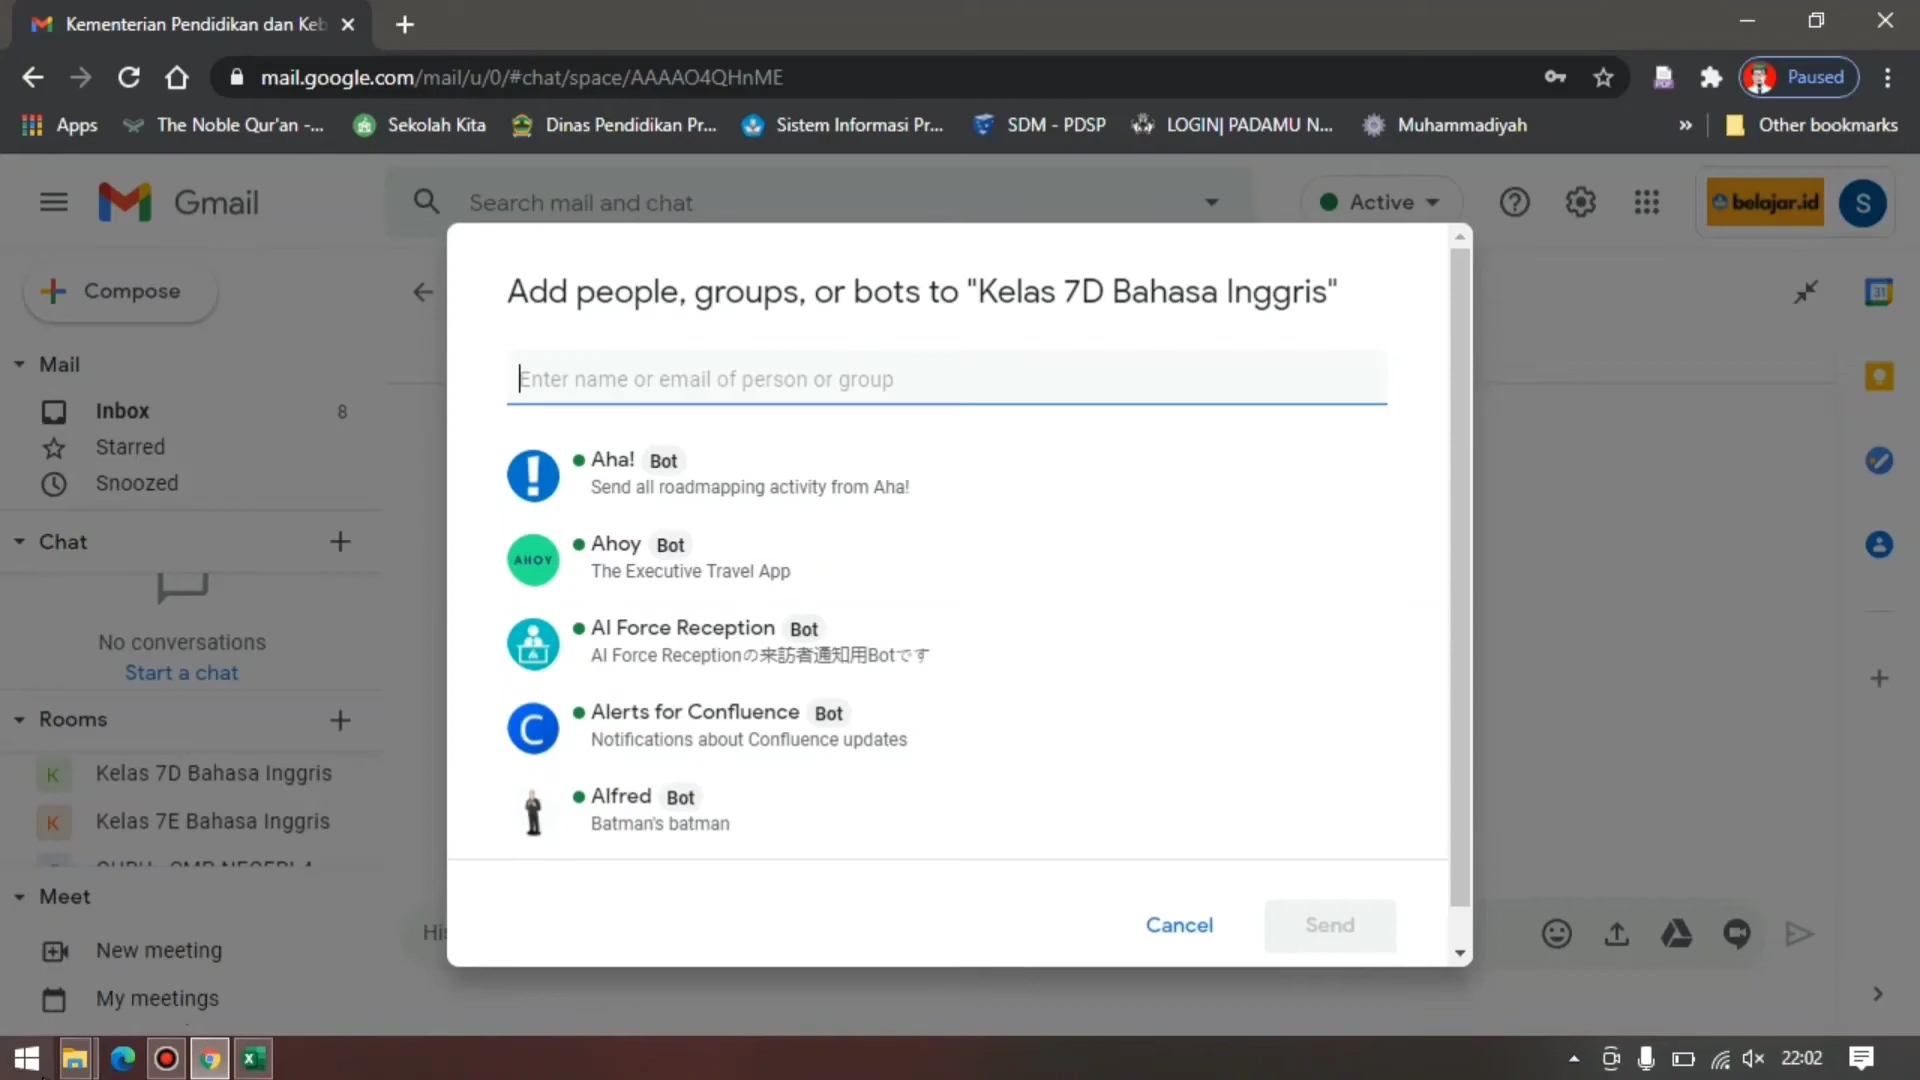 Kementerian Pendidikan dan Keb
mail.google.com/mail/u/0/#chat/space/AAAAO4QHnME
Paused
Apps
The Noble Qur'an -...
Sekolah Kita
Dinas Pendidikan Pr...
Sistem Informasi Pr...
SDM - PDSP
LOGIN| PADAMU N...
Muhammadiyah
»
Other bookmarks
Gmail
Search mail and chat
Active
belajar.id
S
Compose
Mail
Inbox 8
Starred
Snoozed
Chat
No conversations
Start a chat
Rooms
K Kelas 7D Bahasa Inggris
K Kelas 7E Bahasa Inggris
Meet
New meeting
My meetings
Add people, groups, or bots to "Kelas 7D Bahasa Inggris"
Enter name or email of person or group
Aha! Bot
Send all roadmapping activity from Aha!
AHOY
Ahoy Bot
The Executive Travel App
AI Force Reception Bot
AI Force Receptionの来訪者通知用Botです
C
Alerts for Confluence Bot
Notifications about Confluence updates
Alfred Bot
Batman's batman
Cancel
Send
His
31
22:02